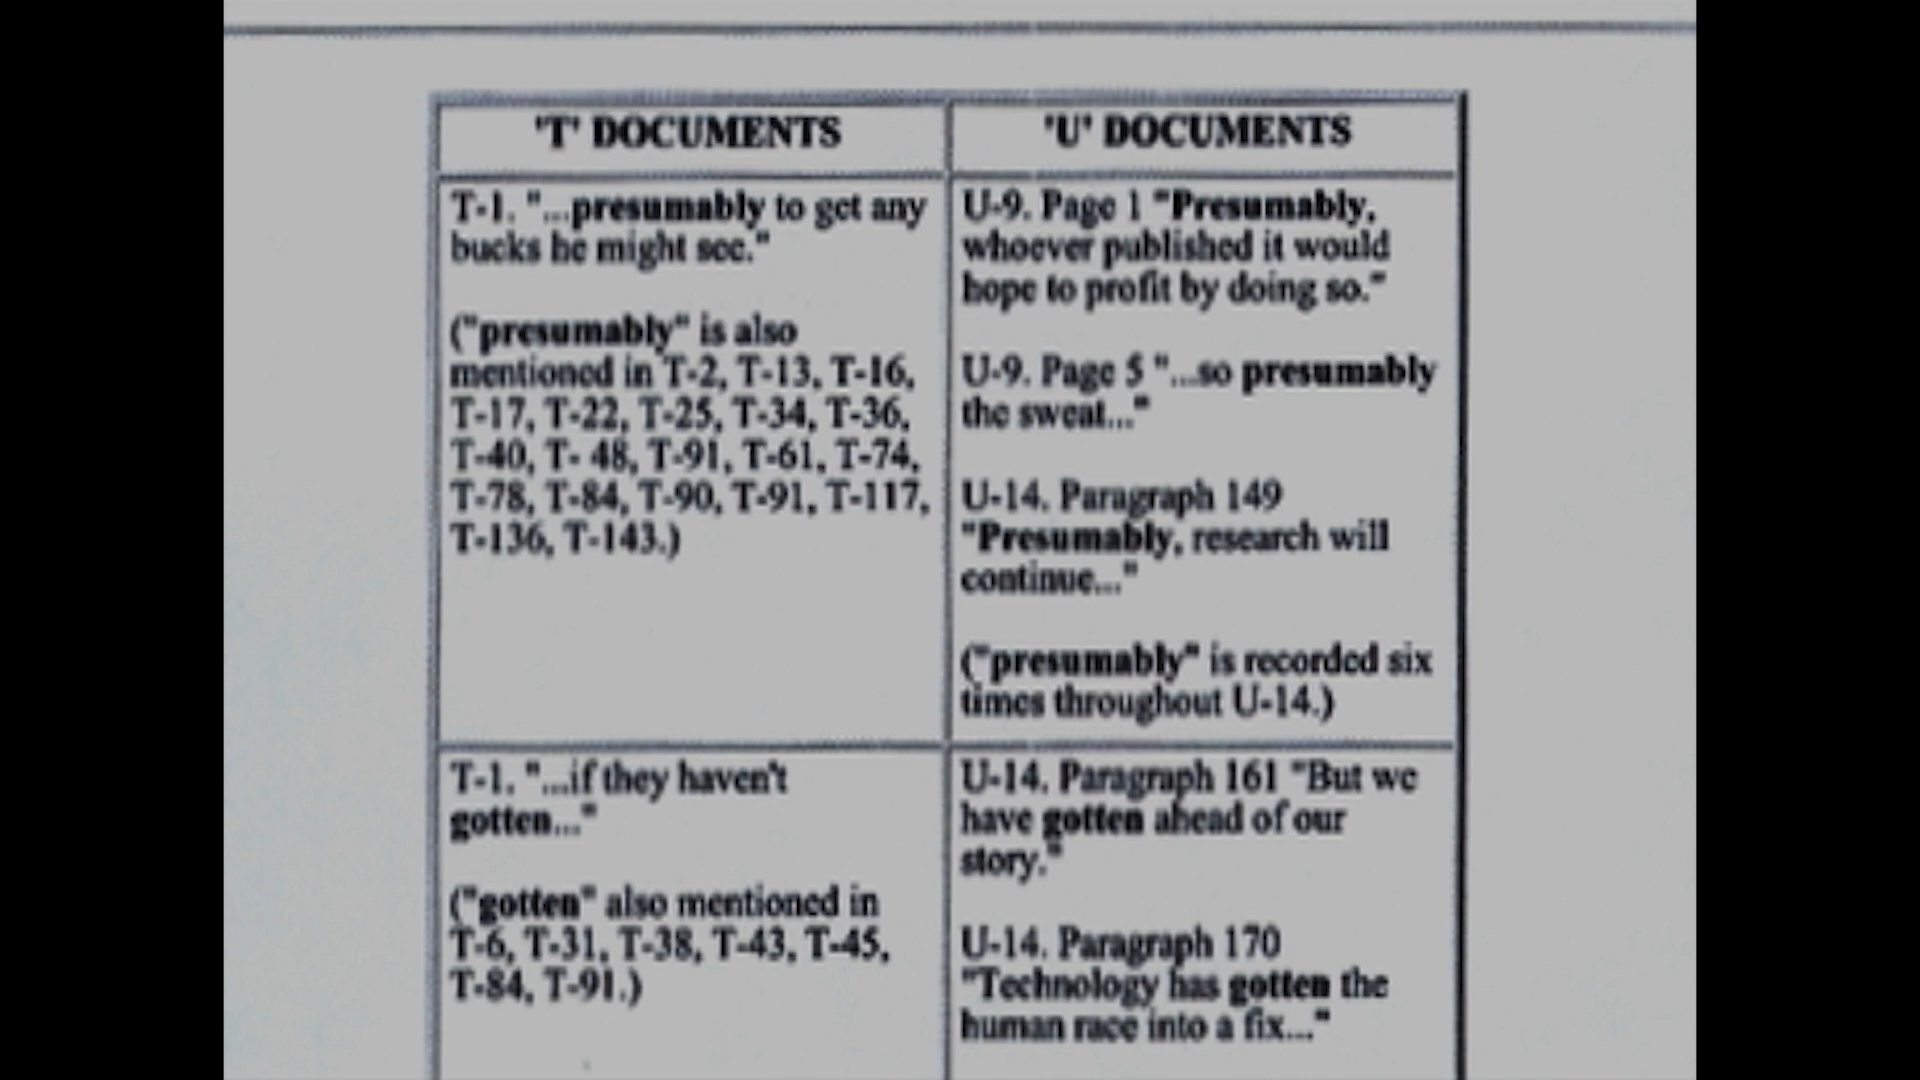 'T' DOCUMENTS
'U' DOCUMENTS
T-1. "...presumably to get any
bucks he might see."
("presumably" is also
mentioned in T-2, T-13, T-16,
T-17, T-22, T-25, T-34, T-36,
T-40, T- 48, T-91, T-61, T-74,
T-78, T-84, T-90, T-91, T-117,
T-136, T-143.)
U-9. Page 1 "Presumably,
whoever published it would
hope to profit by doing so."
U-9. Page 5 "...so presumably
the sweat..."
U-14. Paragraph 149
"Presumably, research will
continue..."
("presumably" is recorded six
times throughout U-14.)
T-1. "...if they haven't
gotten..."
("gotten" also mentioned in
T-6, T-31, T-38, T-43, T-45,
T-84, T-91.)
U-14. Paragraph 161 "But we
have gotten ahead of our
story."
U-14. Paragraph 170
"Technology has gotten the
human race into a fix..."